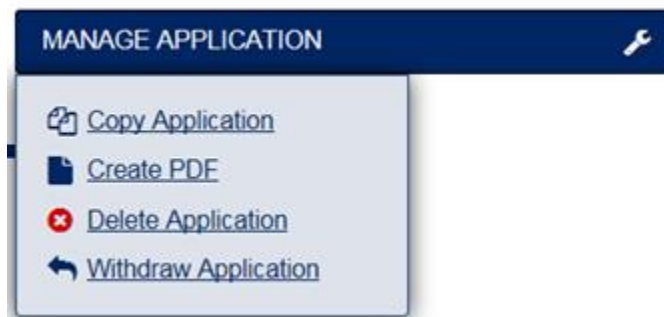 MANAGE APPLICATION
Copy Application
Create PDF
Delete Application
Withdraw Application